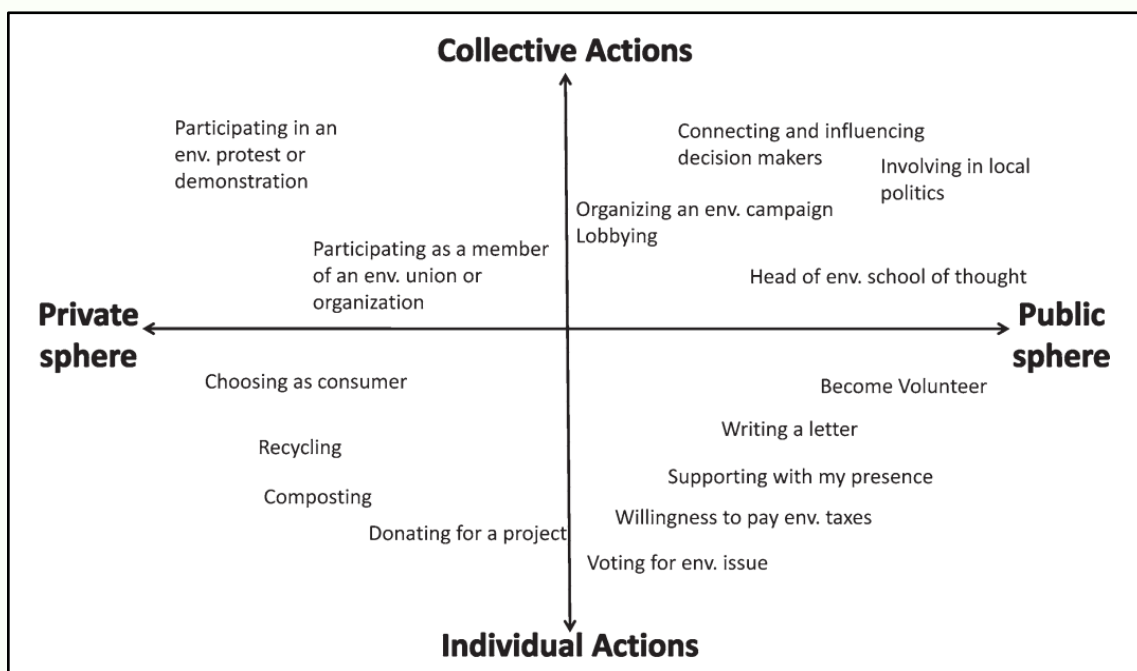 Collective Actions
Participating in an
env. protest or
demonstration
Connecting and influencing
decision makers
Involving in local
politics
Organizing an env. campaign
Lobbying
Participating as a member
of an env. union or
organization
Head of env. school of thought
Private
sphere
Public
sphere
Choosing as consumer
Become Volunteer
Writing a letter
Recycling
Supporting with my presence
Composting
Willingness to pay env. taxes
Donating for a project
Voting for env. issue
Individual Actions